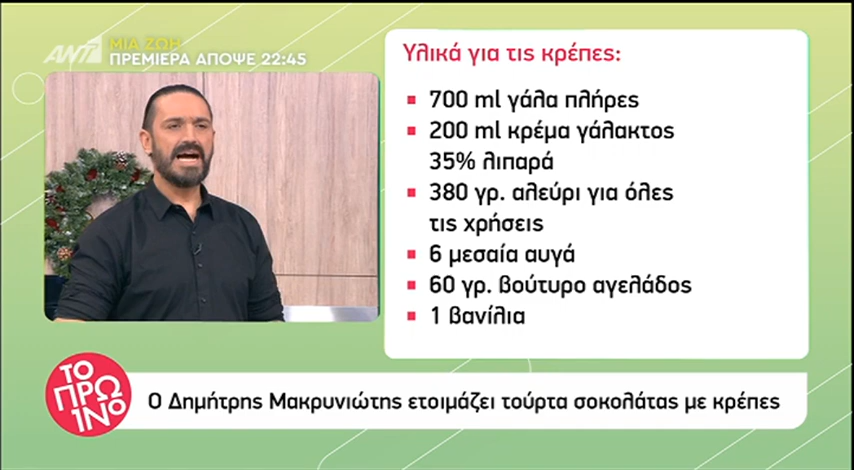 ΑΝΤ1
ΜΙΑ ΖΩΗ
ΠΡΕΜΙΕΡΑ ΑΠΟΨΕ 22:45
Υλικά για τις κρέπες:
700 ml γάλα πλήρες
200 ml κρέμα γάλακτος
35% λιπαρά
380 γρ. αλεύρι για όλες
τις χρήσεις
6 μεσαία αυγά
60 γρ. βούτυρο αγελάδος
1 βανίλια
ΤΟ
ΠΡΩ
ΙΝΟ
Ο Δημήτρης Μακρυνιώτης ετοιμάζει τούρτα σοκολάτας με κρέπες